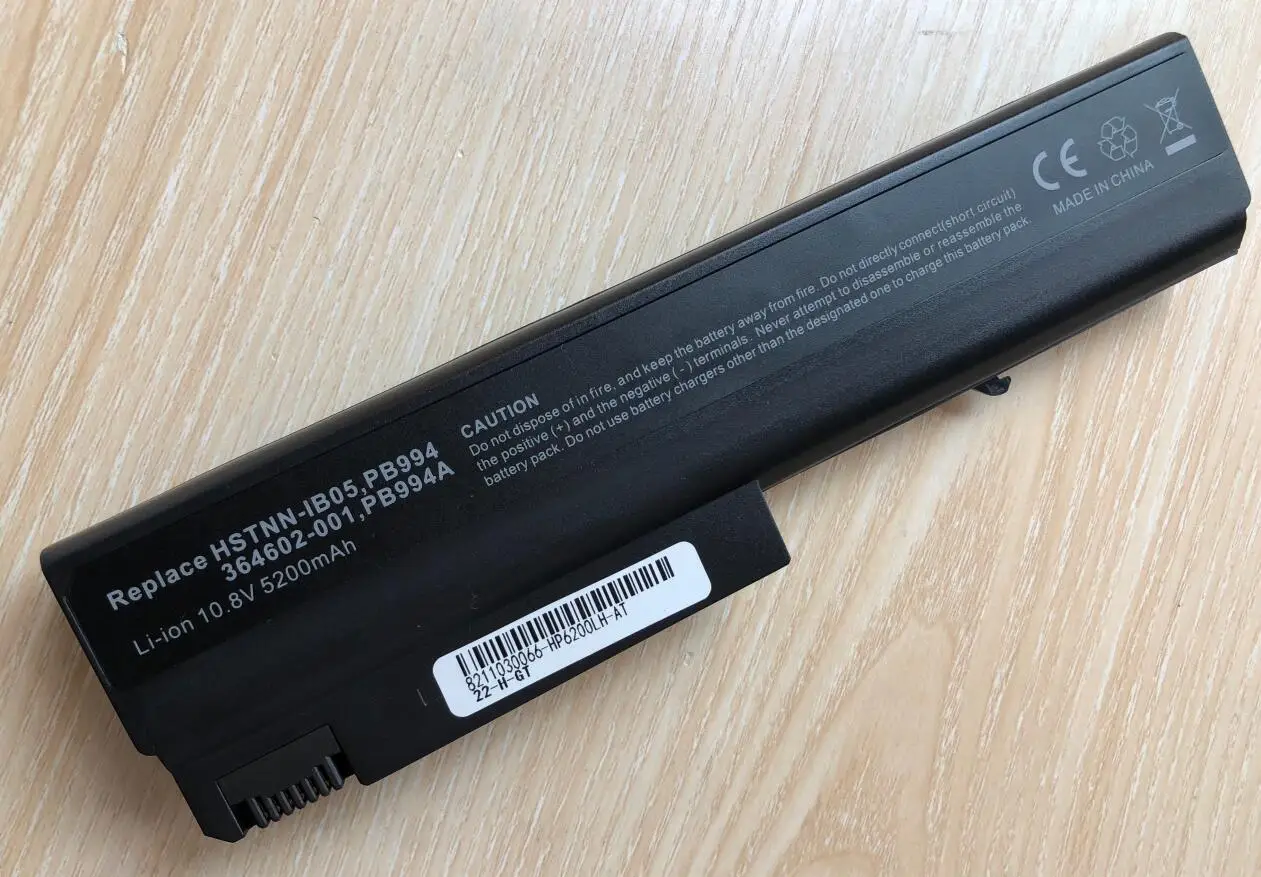 Replace HSTNN-IB05,PB994
364602-001,PB994A
Li-ion 10.8V 5200mAh
CAUTION
Do not dispose of in fire, and keep the battery away from fire. Do not directly connect(short circuit)
the positive (+) and the negative (-) terminals. Never attempt to disassemble or reassemble the
battery pack. Do not use battery chargers other than the designated one to charge this battery pack.
CE
MADE IN CHINA
8211030066-HP6200LH-AT
22-H-GT